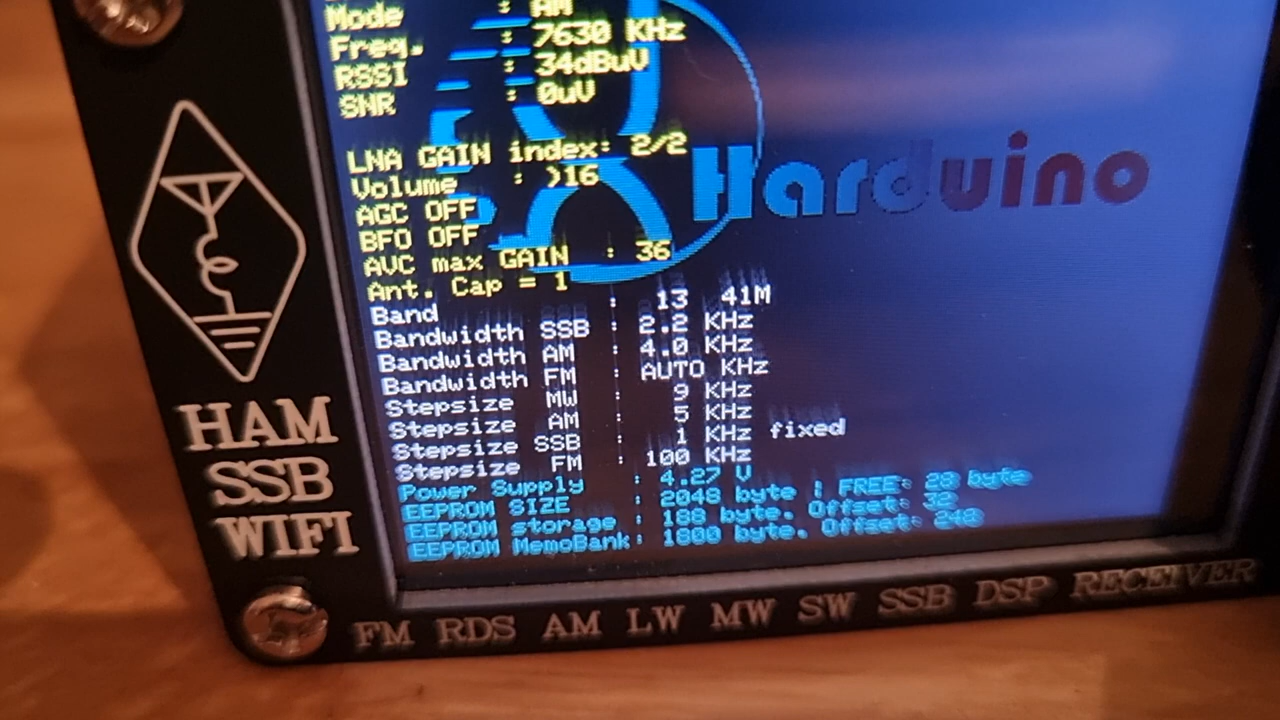 Mode : AM
Freq. : 7630 KHz
RSSI : 34dBuV
SNR : 0uV
LNA GAIN index: 2/2
Volume : >16
AGC OFF
BFO OFF
AVC max GAIN : 36
Ant. Cap = 1
Harduino
Band : 13 41M
Bandwidth SSB : 2.2 KHz
Bandwidth AM : 4.0 KHz
Bandwidth FM : AUTO KHz
Stepsize MW : 9 KHz
Stepsize AM : 5 KHz
Stepsize SSB : 1 KHz fixed
Stepsize FM : 100 KHz
Power Supply : 4.27 V
EEPROM SIZE : 2048 byte | FREE: 28 byte
EEPROM storage : 188 byte. Offset: 32
EEPROM MemoBank: 1800 byte. Offset: 248
HAM
SSB
WIFI
FM RDS AM LW MW SW SSB DSP RECEIVER